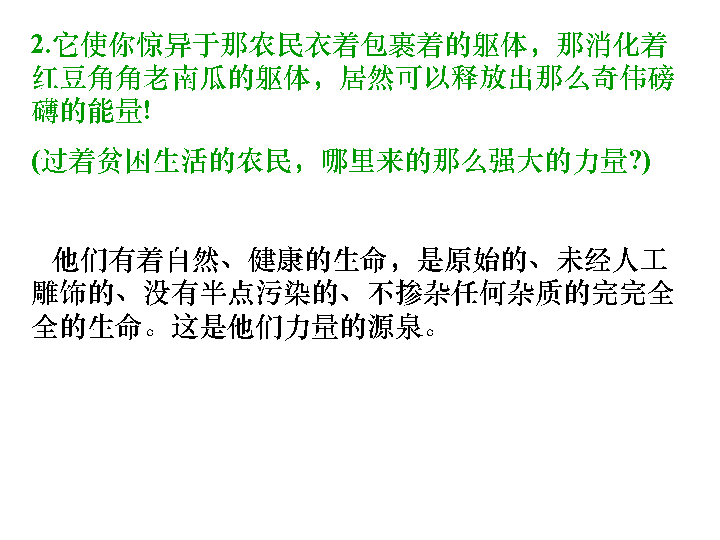 2.它使你惊异于那农民衣着包裹着的躯体，那消化着
红豆角角老南瓜的躯体，居然可以释放出那么奇伟磅
礴的能量!
(过着贫困生活的农民，哪里来的那么强大的力量?)
他们有着自然、健康的生命，是原始的、未经人工
雕饰的、没有半点污染的、不掺杂任何杂质的完完全
全的生命。这是他们力量的源泉。